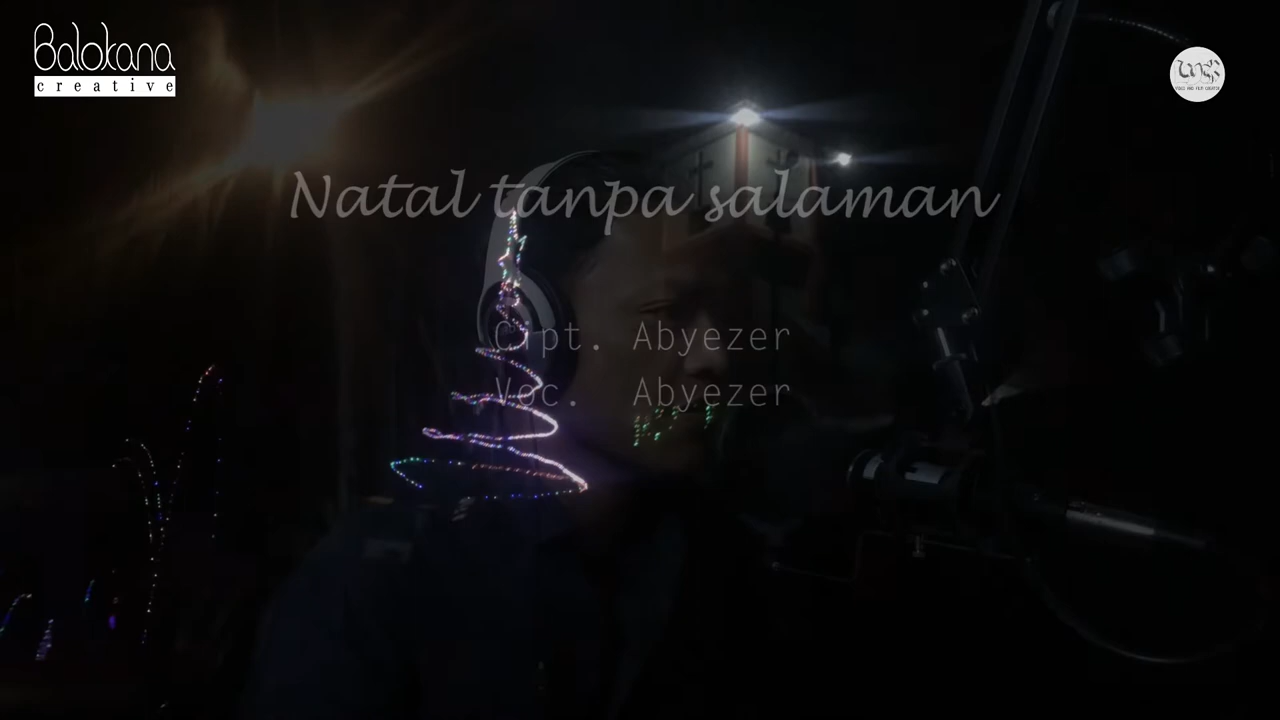 Balokana
creative
Natal tanpa salaman
Cipt. Abyezer
Voc. Abyezer